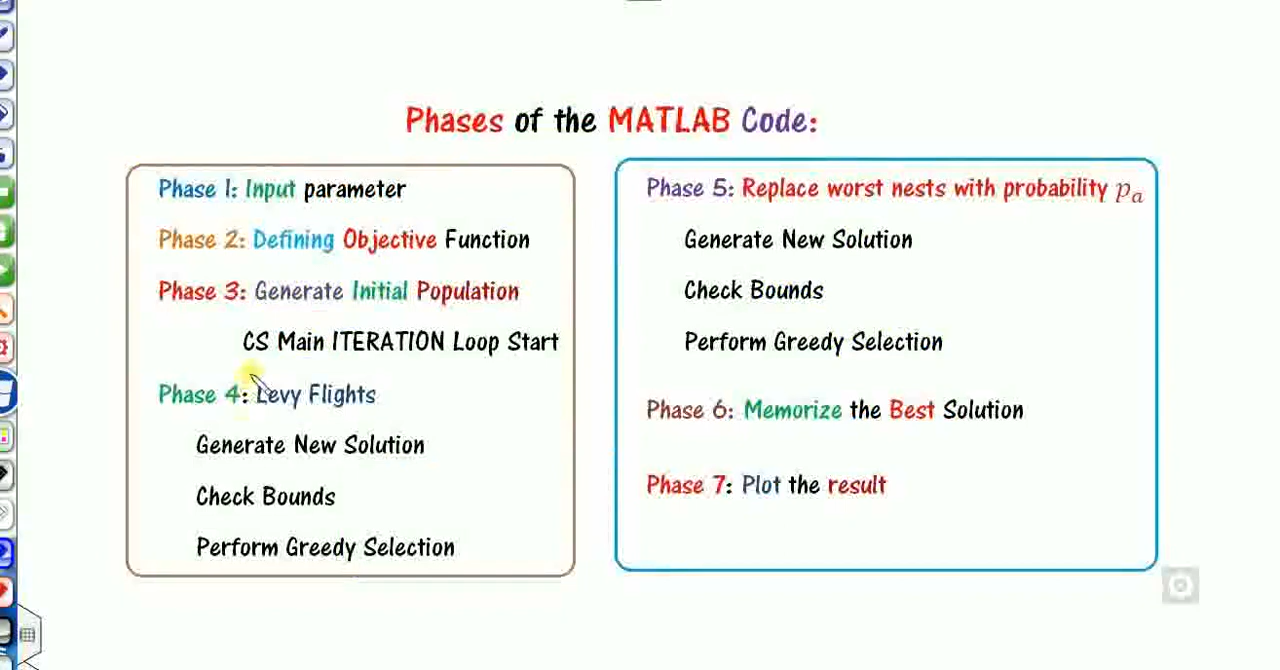 Phases of the MATLAB Code:
Phase 1: Input parameter
Phase 2: Defining Objective Function
Phase 3: Generate Initial Population
CS Main ITERATION Loop Start
Phase 4: Levy Flights
Generate New Solution
Check Bounds
Perform Greedy Selection
Phase 5: Replace worst nests with probability pₐ
Generate New Solution
Check Bounds
Perform Greedy Selection
Phase 6: Memorize the Best Solution
Phase 7: Plot the result